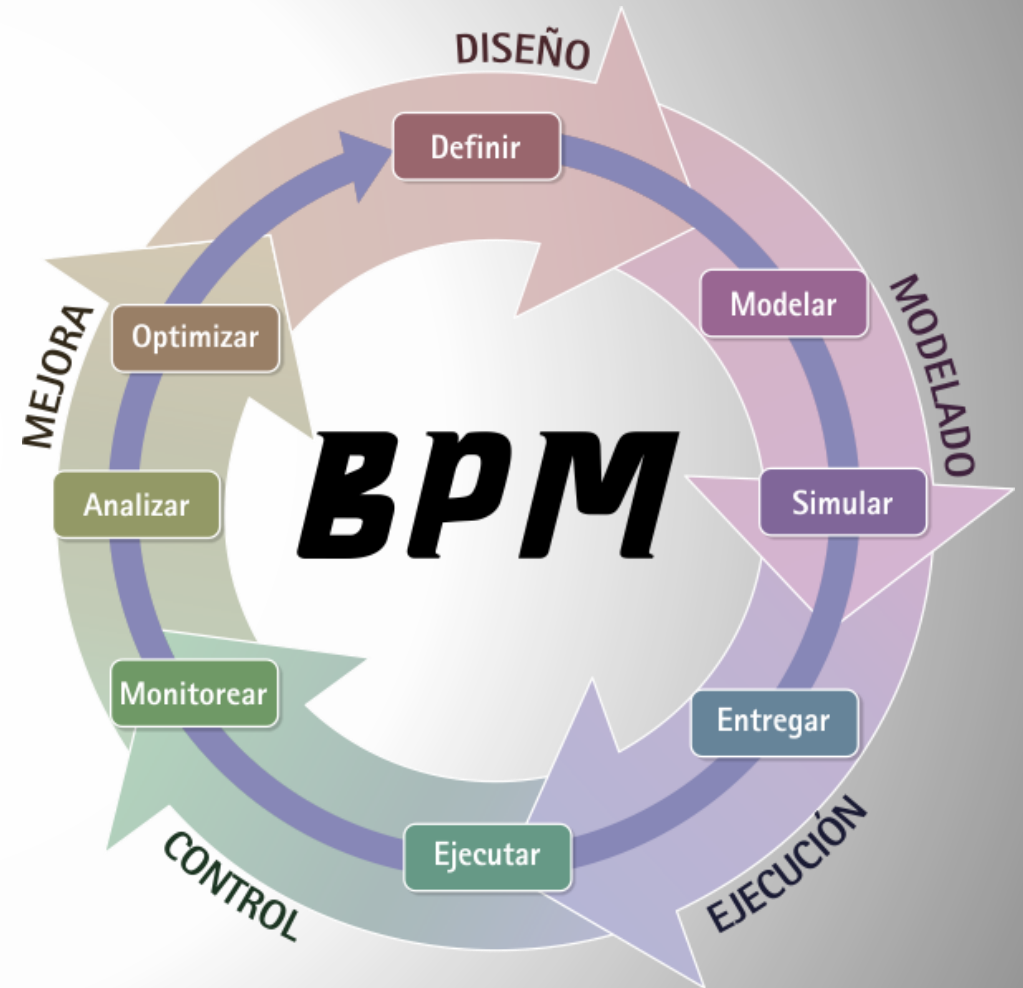 DISEÑO
Definir
Modelar
MODELADO
Simular
Entregar
EJECUCIÓN
Ejecutar
CONTROL
Monitorear
Analizar
MEJORA
Optimizar
BPM